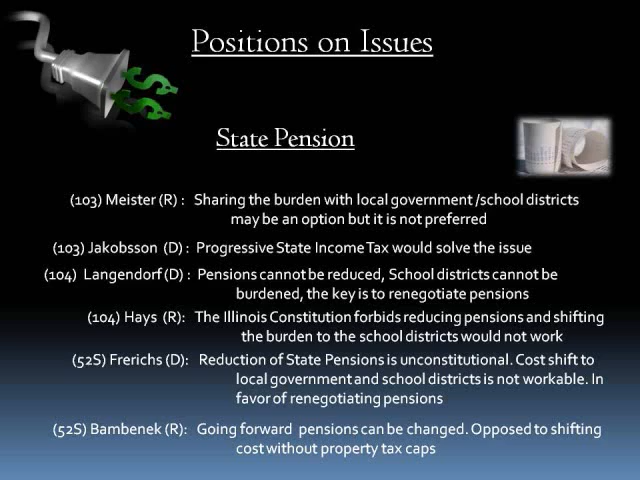 Positions on Issues
State Pension
(103) Meister (R) : Sharing the burden with local government /school districts
may be an option but it is not preferred
(103) Jakobsson (D) : Progressive State Income Tax would solve the issue
(104) Langendorf (D) : Pensions cannot be reduced, School districts cannot be
burdened, the key is to renegotiate pensions
(104) Hays (R): The Illinois Constitution forbids reducing pensions and shifting
the burden to the school districts would not work
(52S) Frerichs (D): Reduction of State Pensions is unconstitutional. Cost shift to
local government and school districts is not workable. In
favor of renegotiating pensions
(52S) Bambenek (R): Going forward pensions can be changed. Opposed to shifting
cost without property tax caps